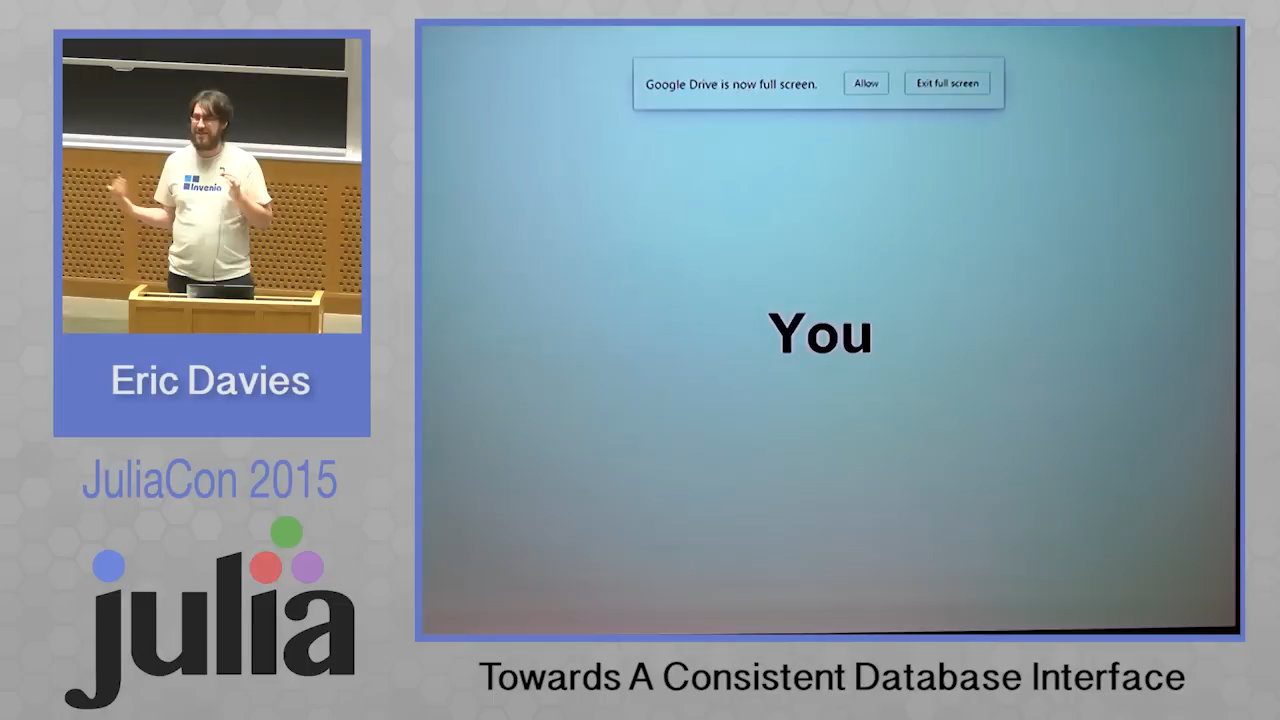 Invenia
Eric Davies
JuliaCon 2015
julia
Google Drive is now full screen. Allow Exit full screen
You
Towards A Consistent Database Interface